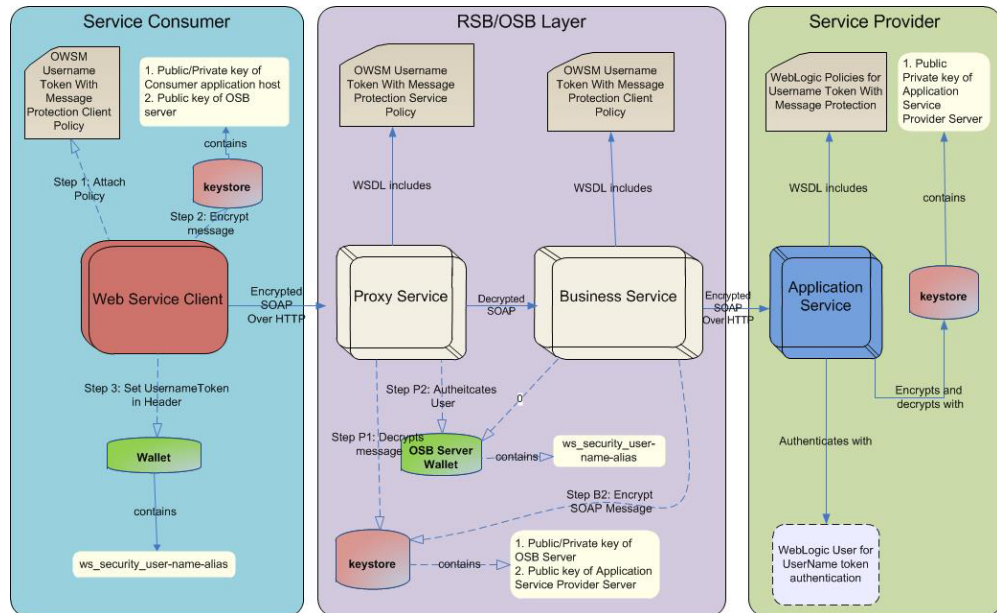 Service Consumer
OWSM
Username
Token With
Message
Protection Client
Policy
1. Public/Private key of
Consumer application host
2. Public key of OSB
server
contains
keystore
Step 1: Attach
Policy
Step 2: Encrypt
message
Web Service Client
Encrypted
SOAP
Over HTTP
Step 3: Set UsernameToken
in Header
Wallet
contains
ws_security_user-name-alias
RSB/OSB Layer
OWSM Username
Token With Message
Protection Service
Policy
OWSM Username
Token With Message
Protection Client
Policy
WSDL includes
WSDL includes
Proxy Service
Decrypted
SOAP
Business Service
Encrypted
SOAP
Over HTTP
Step P2: Autheitcates
User
0
Step P1: Decrypts
message
OSB Server
Wallet
contains
ws_security_user-
name-alias
Step B2: Encrypt
SOAP Message
keystore
contains
1. Public/Private key of
OSB Server
2. Public key of Application
Service Provider Server
Service Provider
WebLogic Policies for
Username Token With
Message Protection
1. Public
Private key of
Application
Service
Provider Server
WSDL includes
contains
Application
Service
keystore
Encrypts and
decrypts with
Authenticates with
WebLogic User for
UserName token
authentication